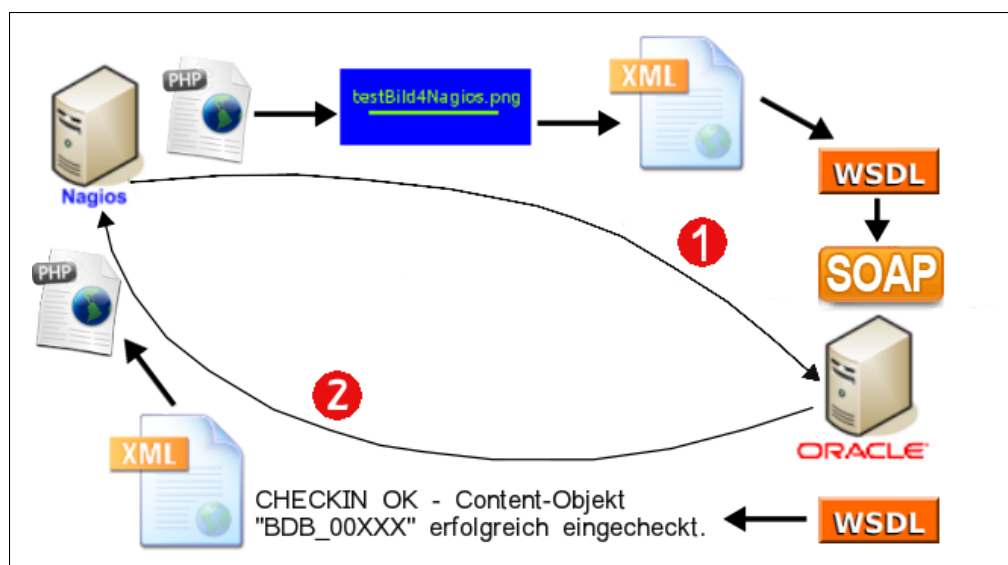 PHP
testBild4Nagios.png
XML
WSDL
Nagios
1
SOAP
PHP
2
ORACLE
XML
CHECKIN OK - Content-Objekt
"BDB_00XXX" erfolgreich eingecheckt.
WSDL